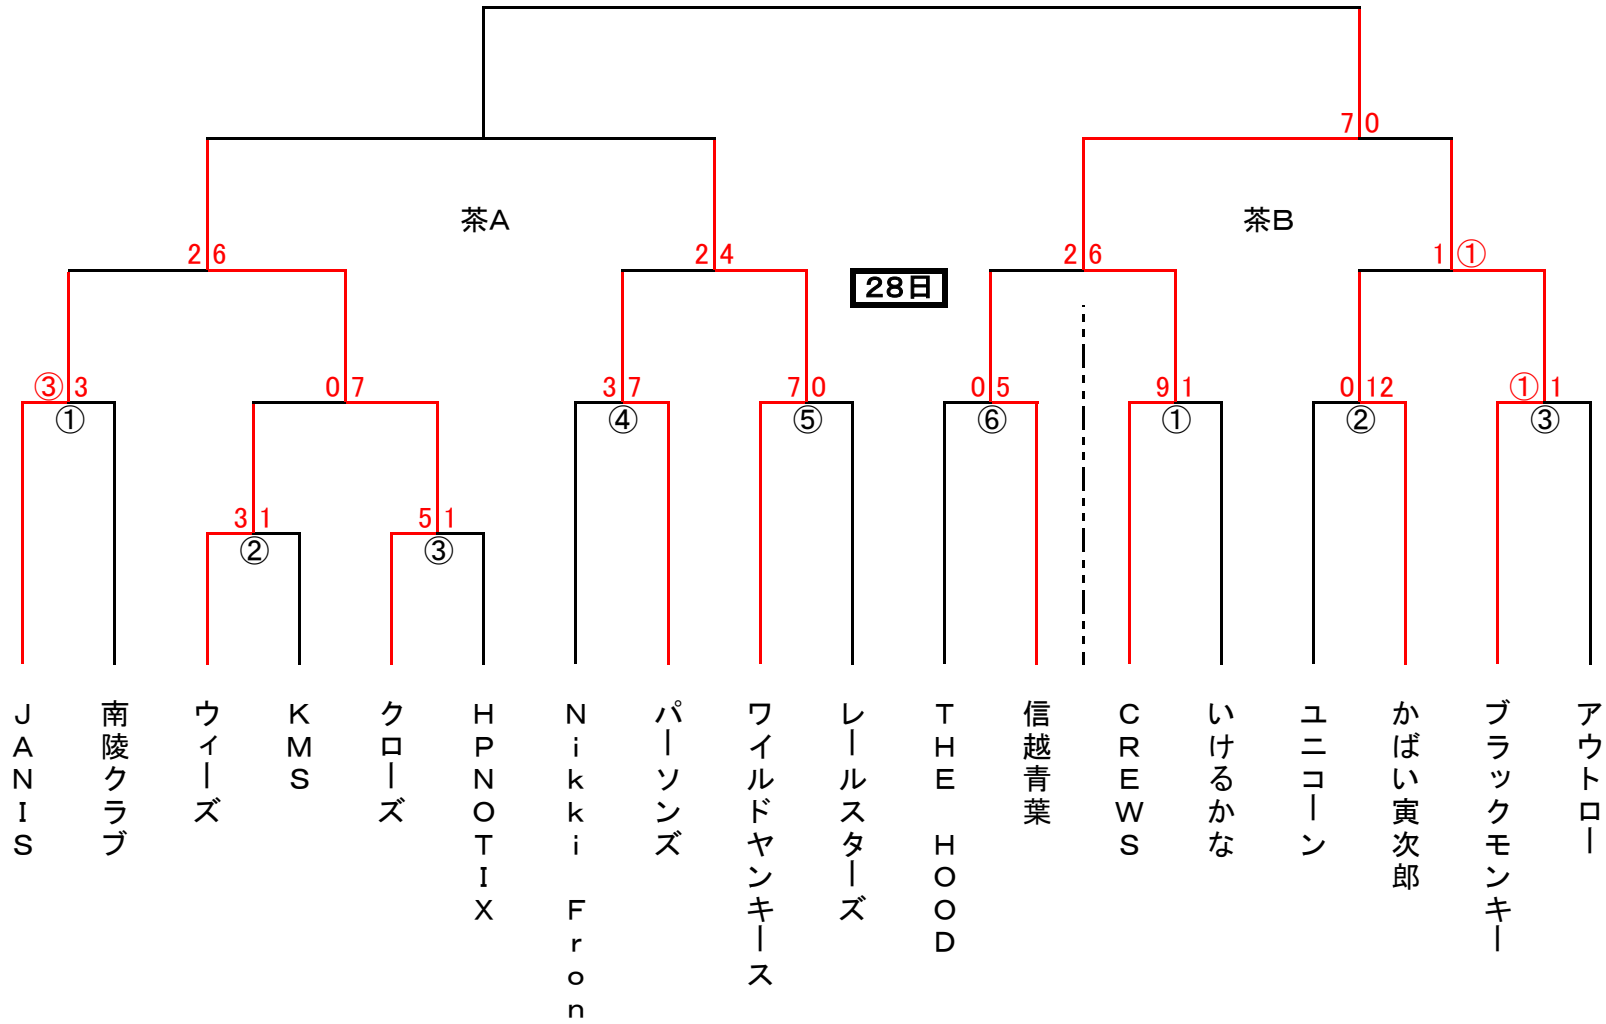 7 0
茶A
茶B
2 6
2 4
2 6
1 ①
28日
③ 3
0 7
3 7
7 0
0 5
9 1
0 12
① 1
①
④
⑤
⑥
①
②
③
3 1
5 1
②
③
JANIS
南陵クラブ
ウィーズ
KMS
クローズ
HPNOTIX
Nikki Fron
パーソンズ
ワイルドヤンキース
レールスターズ
THE HOOD
信越青葉
CREWS
いけるかな
ユニコーン
かばい寅次郎
ブラックモンキー
アウトロー